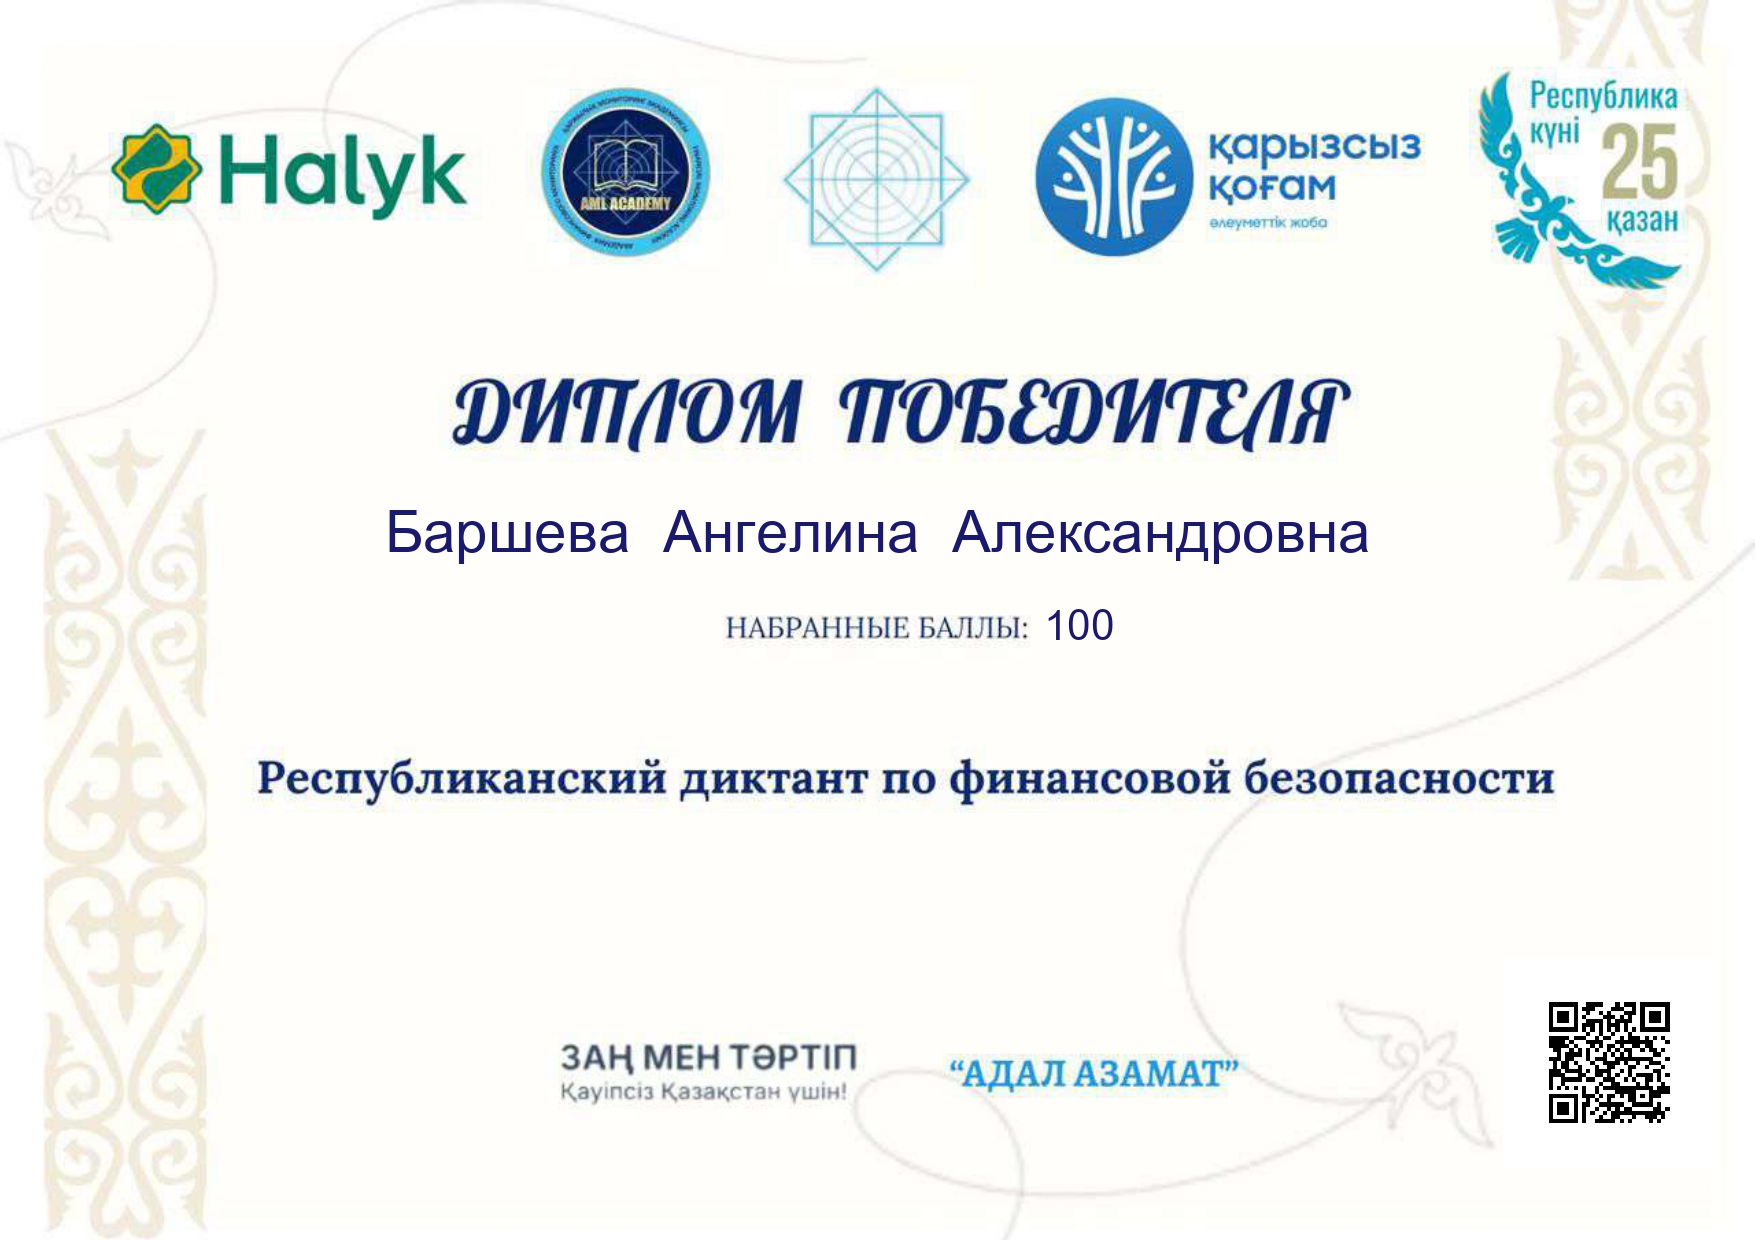 Halyk
AML ACADEMY
қарызсыз
қоғам
әлеуметтік жоба
Республика
күні
25
қазан
ДИПЛОМ ПОБЕДИТЕЛЯ
Баршева Ангелина Александровна
НАБРАННЫЕ БАЛЛЫ: 100
Республиканский диктант по финансовой безопасности
ЗАҢ МЕН ТӘРТІП
Қауіпсіз Қазақстан үшін!
“АДАЛ АЗАМАТ”